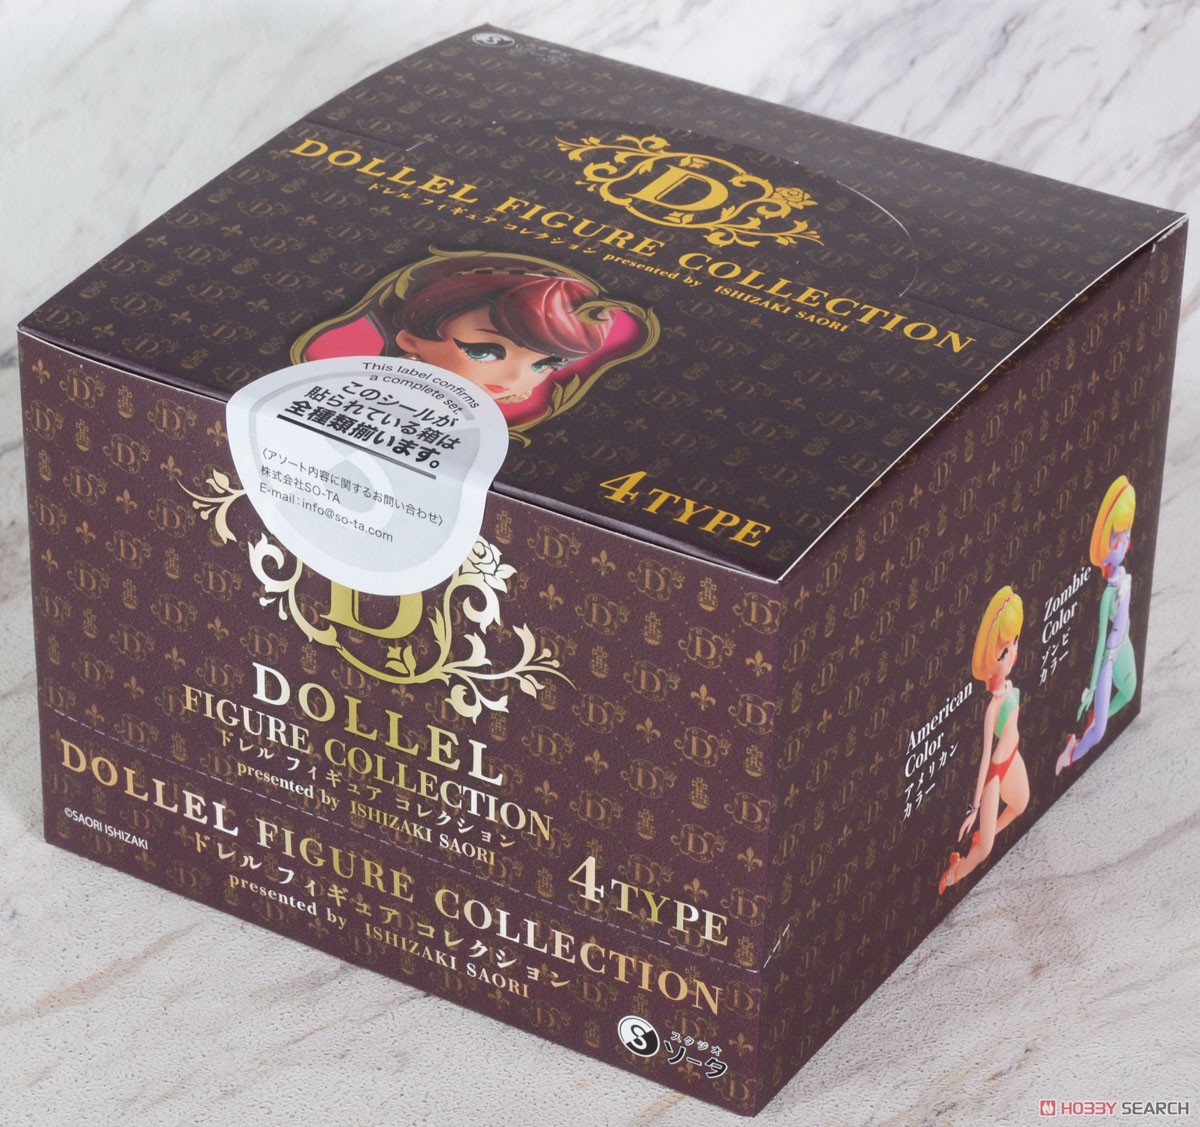 D
DOLLEL FIGURE COLLECTION
ドレル フィギュア コレクション presented by ISHIZAKI SAORI
4 TYPE
This label confirms
a complete set.
このシールが
貼られている箱は
全種類揃います。
〈アソート内容に関するお問い合わせ〉
株式会社SO-TA
E-mail:info@so-ta.com
D
DOLLEL
FIGURE COLLECTION
ドレル フィギュア コレクション
presented by ISHIZAKI SAORI
4 TYPE
©SAORI ISHIZAKI
DOLLEL FIGURE COLLECTION
ドレル フィギュア コレクション
presented by ISHIZAKI SAORI
S
スタジオ
ソータ
American
Color
アメリカン
カラー
Zombie
Color
ゾンビ
カラー
HOBBY SEARCH